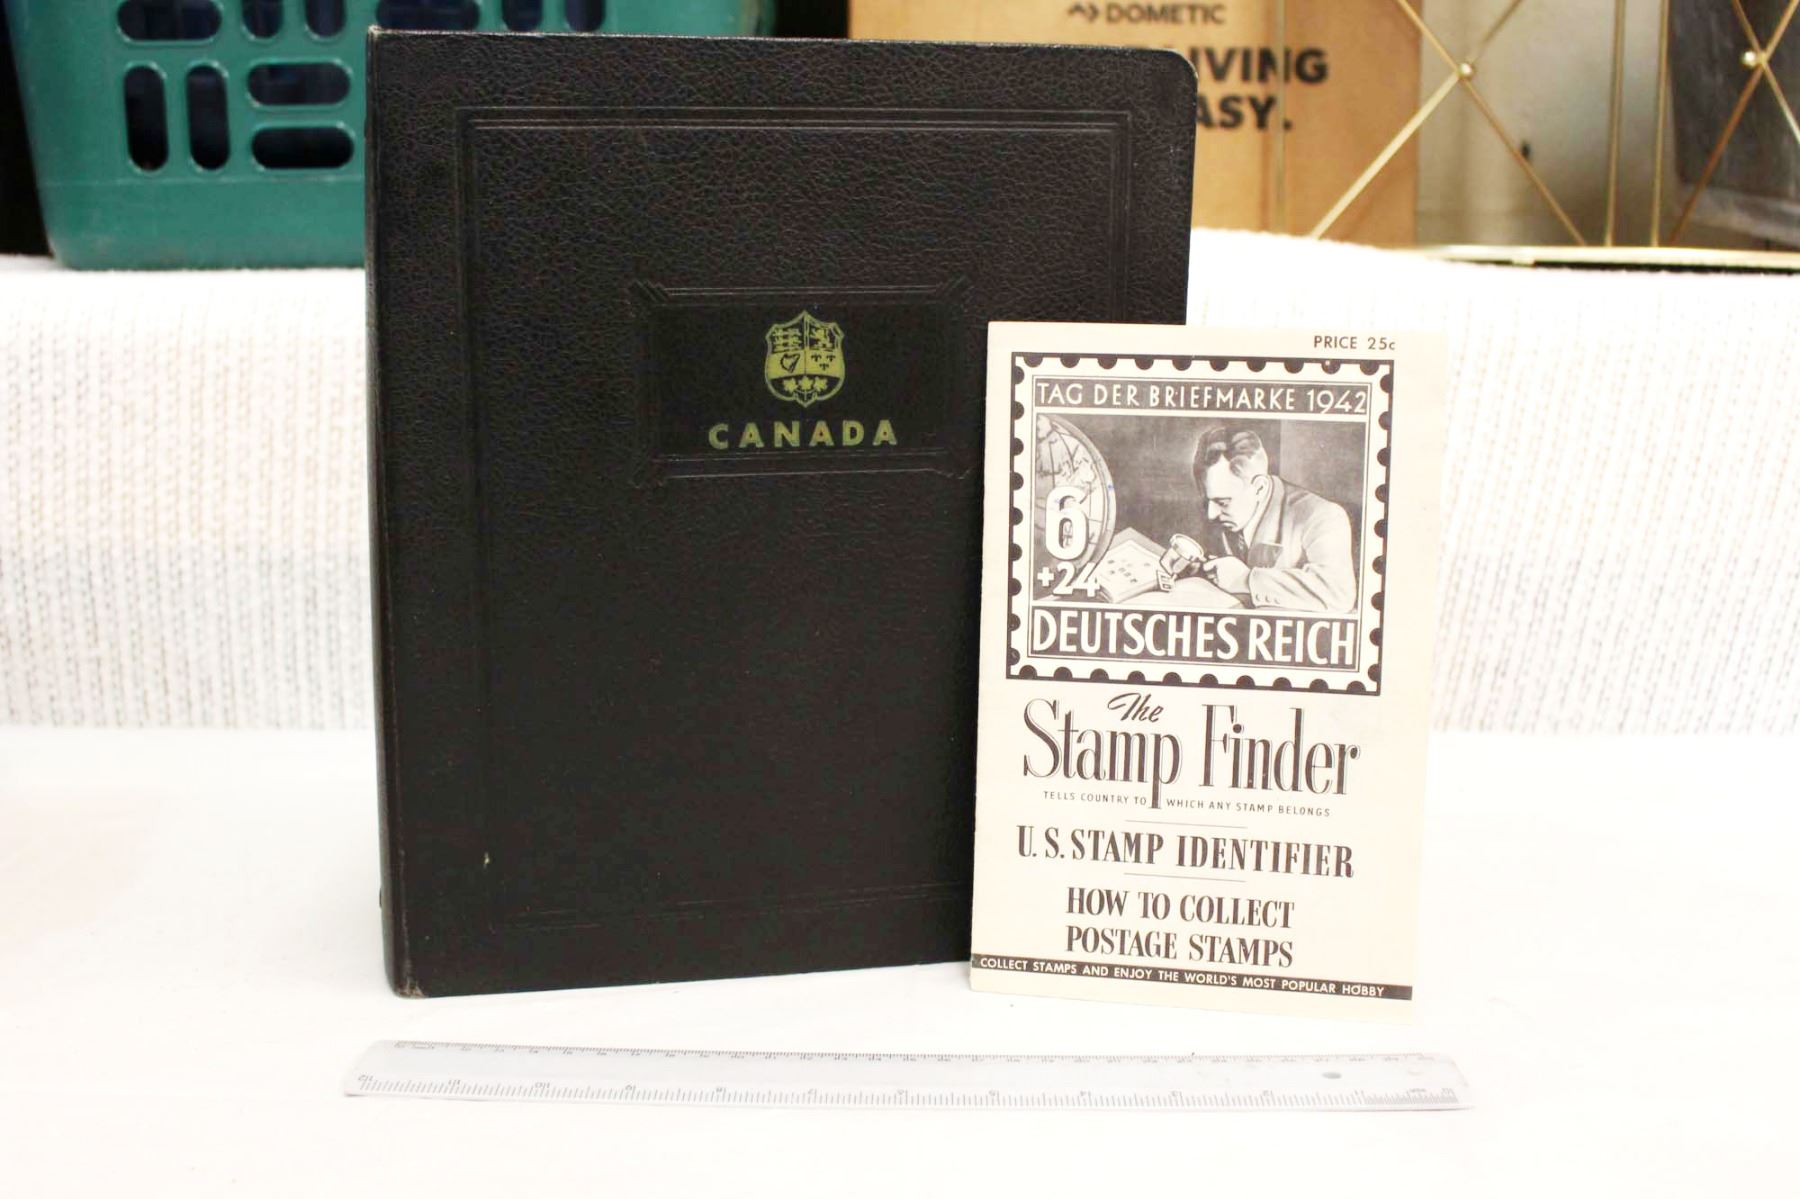 DOMETIC
IVING
ASY.
CANADA
PRICE 25c
TAG DER BRIEFMARKE 1942
6
+24
DEUTSCHES REICH
The
Stamp Finder
TELLS COUNTRY TO WHICH ANY STAMP BELONGS
U. S. STAMP IDENTIFIER
HOW TO COLLECT
POSTAGE STAMPS
COLLECT STAMPS AND ENJOY THE WORLD'S MOST POPULAR HOBBY